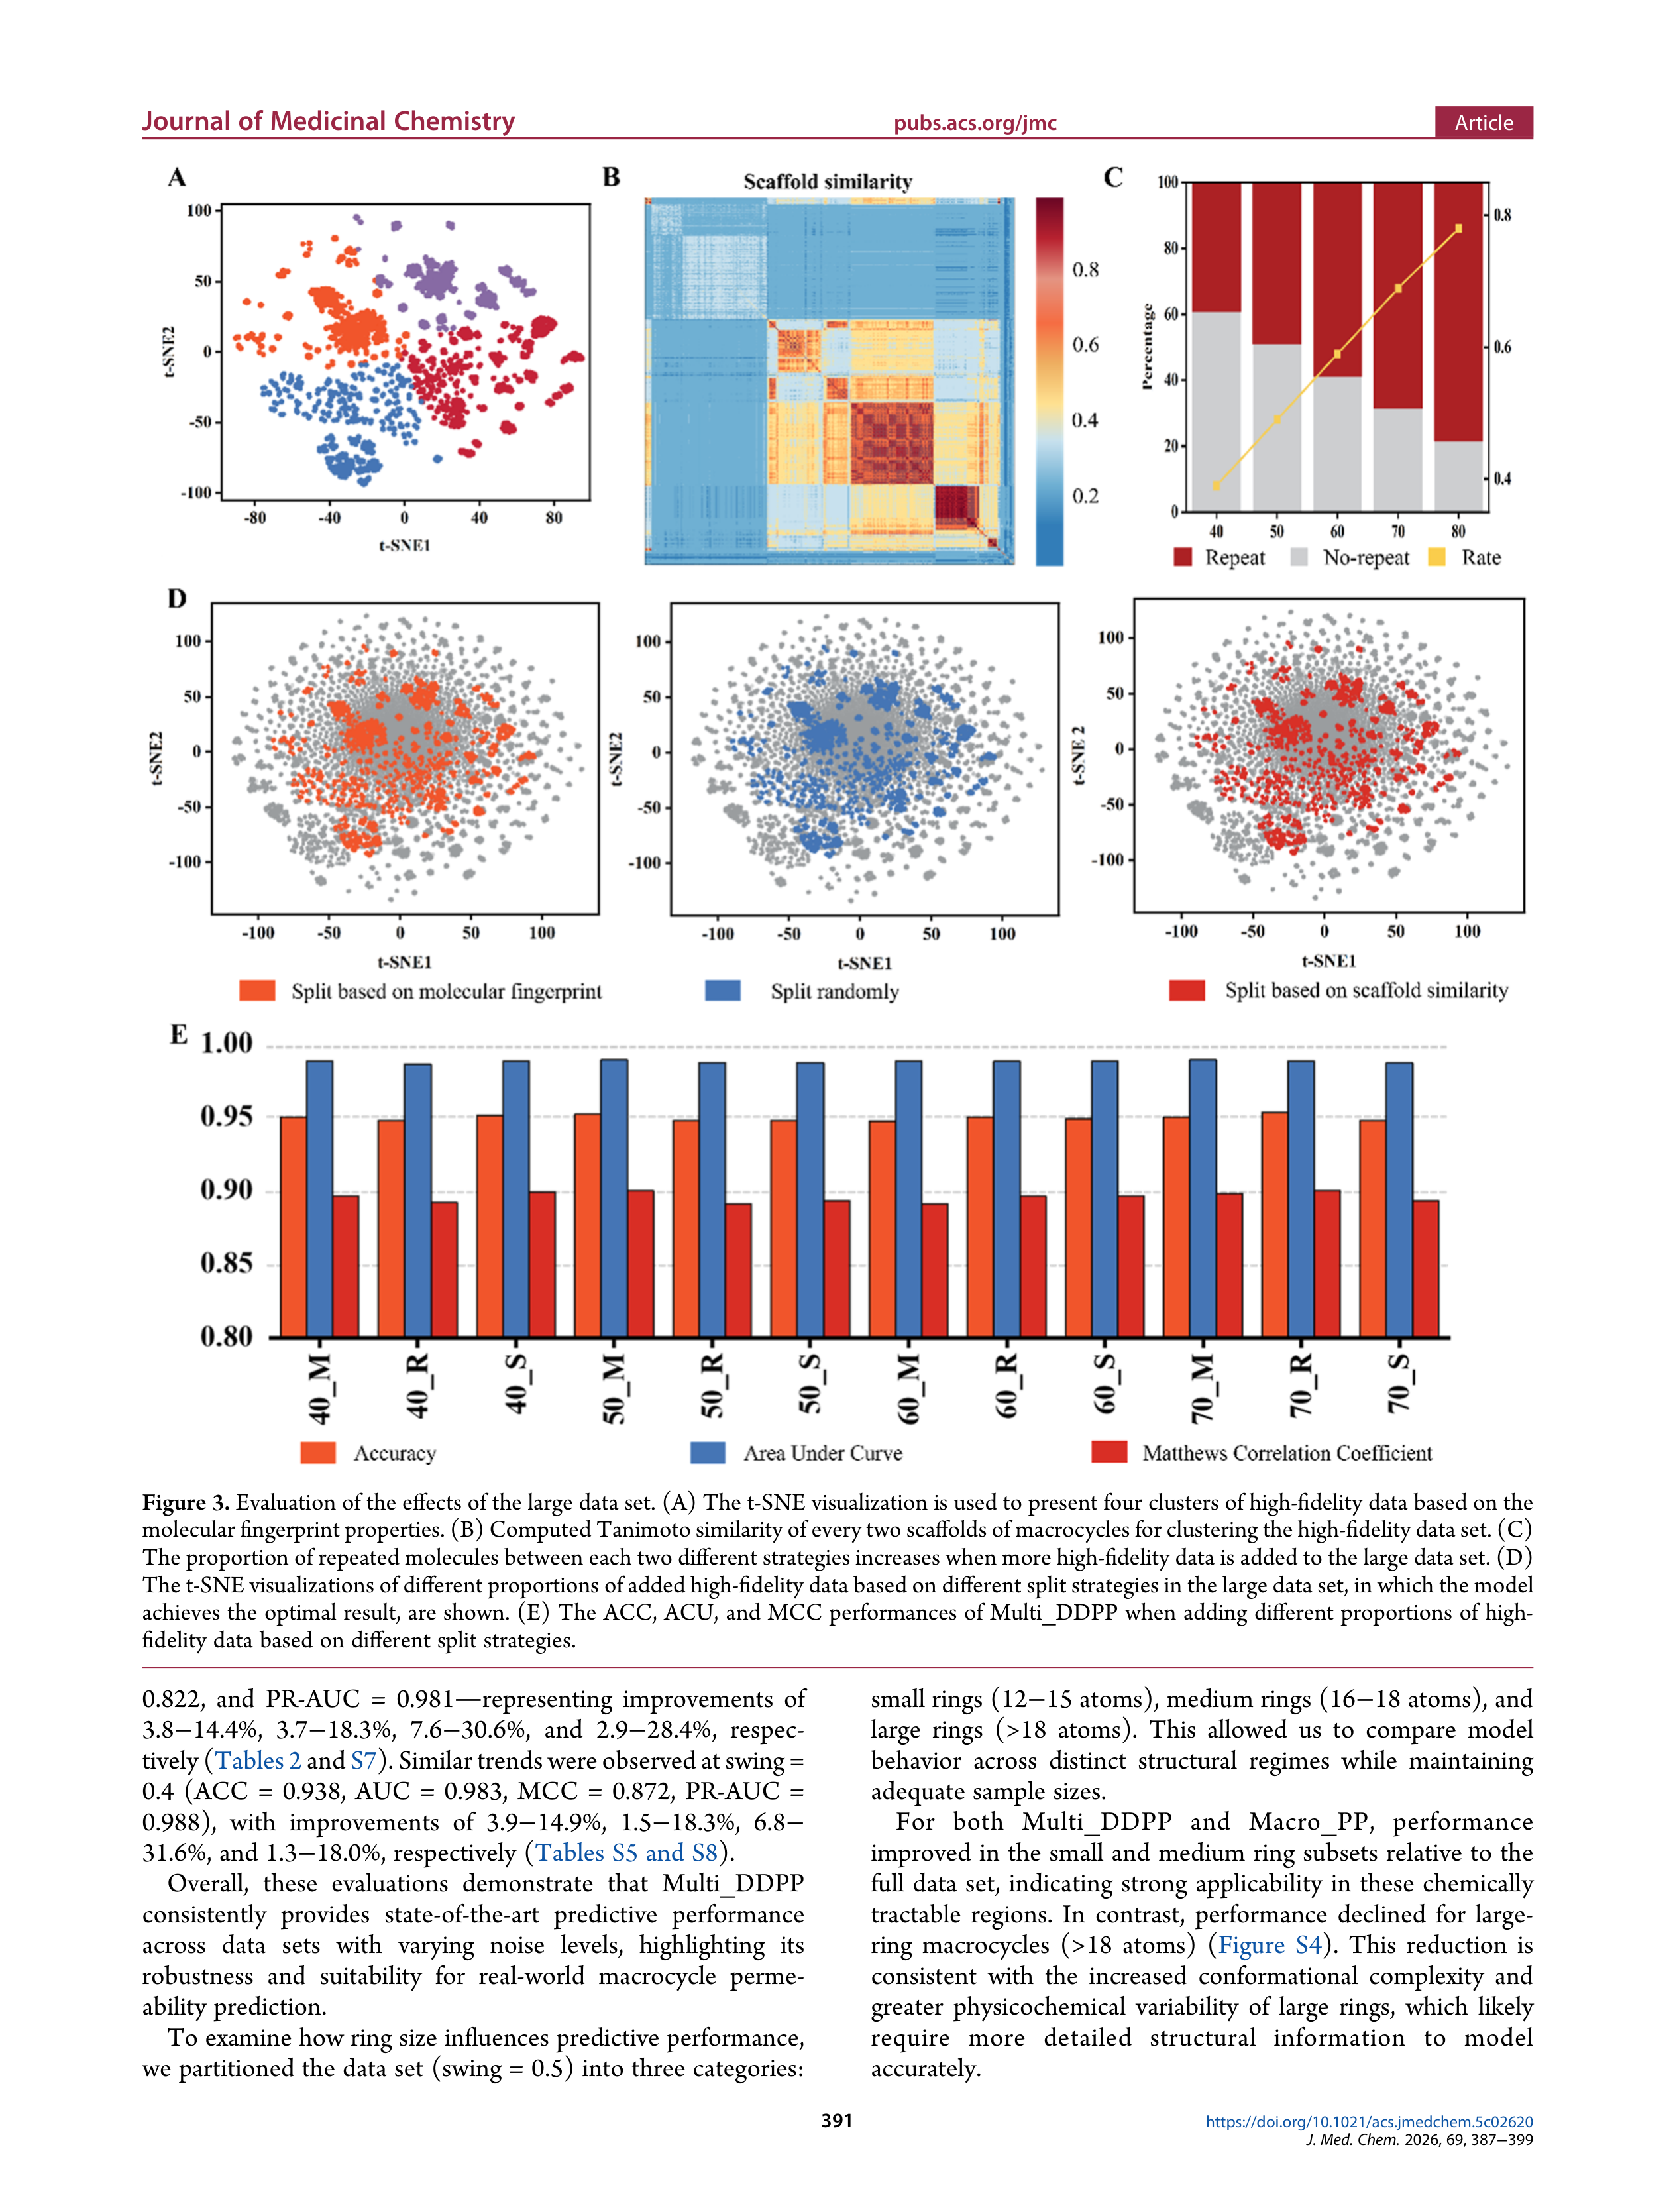 Journal of Medicinal Chemistry
pubs.acs.org/jmc
Article
A
100
50
0
-50
-100
t-SNE2
-80
-40
0
40
80
t-SNE1
B
Scaffold similarity
0.8
0.6
0.4
0.2
C
100
80
60
40
20
0
Percentage
0.8
0.6
0.4
40
50
60
70
80
Repeat
No-repeat
Rate
D
100
50
0
-50
-100
t-SNE2
-100
-50
0
50
100
t-SNE1
100
50
0
-50
-100
t-SNE2
-100
-50
0
50
100
t-SNE1
100
50
0
-50
-100
t-SNE 2
-100
-50
0
50
100
t-SNE1
Split based on molecular fingerprint
Split randomly
Split based on scaffold similarity
E
1.00
0.95
0.90
0.85
0.80
40_M
40_R
40_S
50_M
50_R
50_S
60_M
60_R
60_S
70_M
70_R
70_S
Accuracy
Area Under Curve
Matthews Correlation Coefficient
Figure 3. Evaluation of the effects of the large data set. (A) The t-SNE visualization is used to present four clusters of high-fidelity data based on the
molecular fingerprint properties. (B) Computed Tanimoto similarity of every two scaffolds of macrocycles for clustering the high-fidelity data set. (C)
The proportion of repeated molecules between each two different strategies increases when more high-fidelity data is added to the large data set. (D)
The t-SNE visualizations of different proportions of added high-fidelity data based on different split strategies in the large data set, in which the model
achieves the optimal result, are shown. (E) The ACC, ACU, and MCC performances of Multi_DDPP when adding different proportions of high-
fidelity data based on different split strategies.
0.822, and PR-AUC = 0.981—representing improvements of
3.8−14.4%, 3.7−18.3%, 7.6−30.6%, and 2.9−28.4%, respec-
tively (Tables 2 and S7). Similar trends were observed at swing =
0.4 (ACC = 0.938, AUC = 0.983, MCC = 0.872, PR-AUC =
0.988), with improvements of 3.9−14.9%, 1.5−18.3%, 6.8−
31.6%, and 1.3−18.0%, respectively (Tables S5 and S8).
Overall, these evaluations demonstrate that Multi_DDPP
consistently provides state-of-the-art predictive performance
across data sets with varying noise levels, highlighting its
robustness and suitability for real-world macrocycle perme-
ability prediction.
To examine how ring size influences predictive performance,
we partitioned the data set (swing = 0.5) into three categories:
small rings (12−15 atoms), medium rings (16−18 atoms), and
large rings (>18 atoms). This allowed us to compare model
behavior across distinct structural regimes while maintaining
adequate sample sizes.
For both Multi_DDPP and Macro_PP, performance
improved in the small and medium ring subsets relative to the
full data set, indicating strong applicability in these chemically
tractable regions. In contrast, performance declined for large-
ring macrocycles (>18 atoms) (Figure S4). This reduction is
consistent with the increased conformational complexity and
greater physicochemical variability of large rings, which likely
require more detailed structural information to model
accurately.
391
https://doi.org/10.1021/acs.jmedchem.5c02620
J. Med. Chem. 2026, 69, 387−399